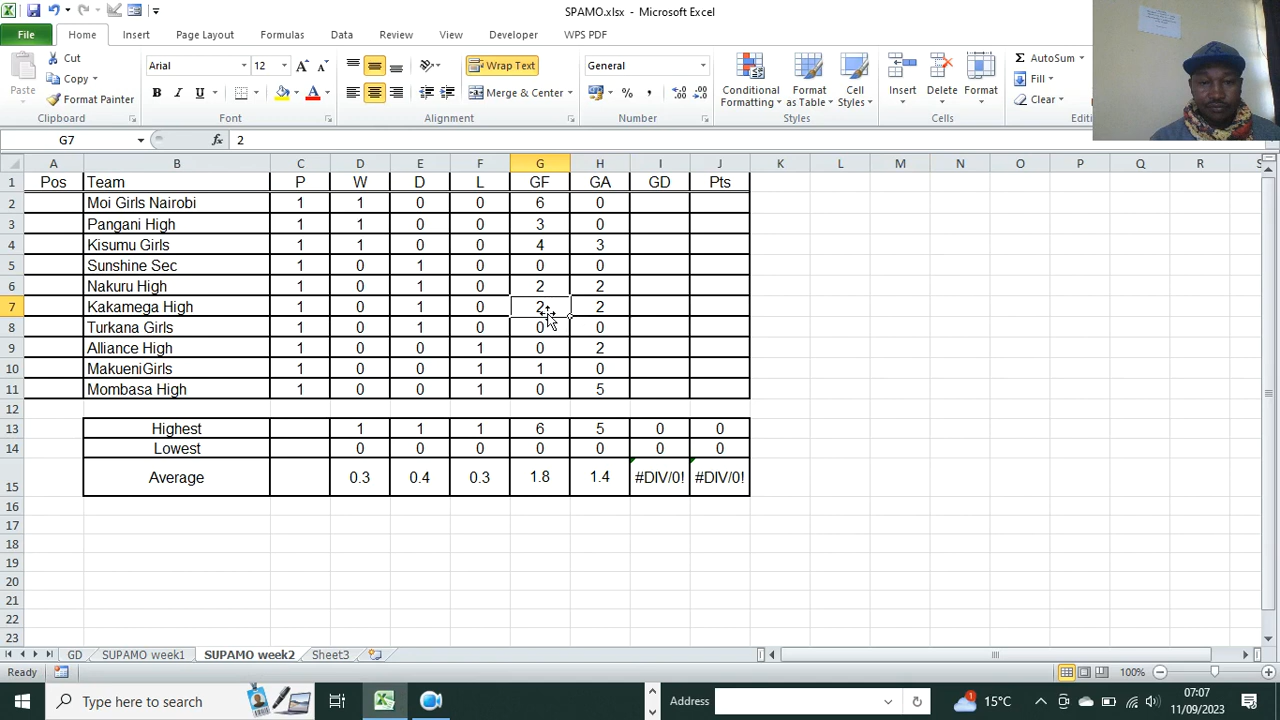 SPAMO.xlsx - Microsoft Excel
File Home Insert Page Layout Formulas Data Review View Developer WPS PDF
Paste Cut Copy Format Painter Clipboard
Arial 12 A A B I U A Font
Wrap Text Merge & Center Alignment
General % , .0 .00 .00 .0 Number
Conditional Formatting Format as Table Cell Styles Styles
Insert Delete Format Cells
Σ AutoSum Fill Clear
G7 fx 2
A B C D E F G H I J K L M N O P Q R S
1 Pos Team P W D L GF GA GD Pts
2 Moi Girls Nairobi 1 1 0 0 6 0
3 Pangani High 1 1 0 0 3 0
4 Kisumu Girls 1 1 0 0 4 3
5 Sunshine Sec 1 0 1 0 0 0
6 Nakuru High 1 0 1 0 2 2
7 Kakamega High 1 0 1 0 2 2
8 Turkana Girls 1 0 1 0 0 0
9 Alliance High 1 0 0 1 0 2
10 MakueniGirls 1 0 0 1 1 0
11 Mombasa High 1 0 0 1 0 5
12
13 Highest 1 1 1 6 5 0 0
14 Lowest 0 0 0 0 0 0 0
15 Average 0.3 0.4 0.3 1.8 1.4 #DIV/0! #DIV/0!
16
17
18
19
20
21
22
23
GD SUPAMO week1 SUPAMO week2 Sheet3
Ready 100%
Type here to search Address 1 15°C 07:07
11/09/2023